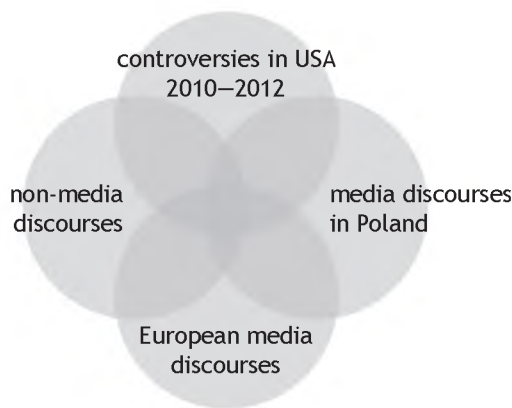 controversies in USA
2010—2012
non-media
discourses
media discourses
in Poland
European media
discourses